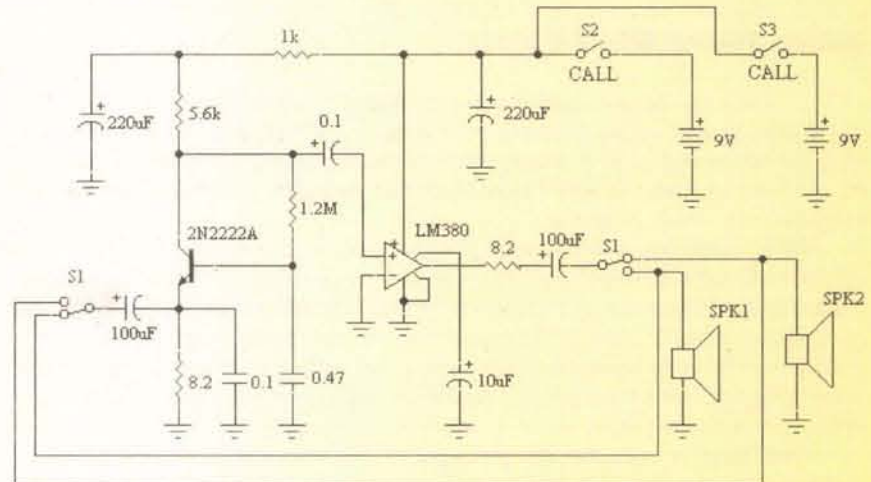 S2
S3
1k
CALL
CALL
220uF
5.6k
0.1
220uF
9V
9V
1.2M
LM380
2N2222A
8.2
100uF
S1
S1
SPK1
SPK2
100uF
8.2
0.1
0.47
10uF